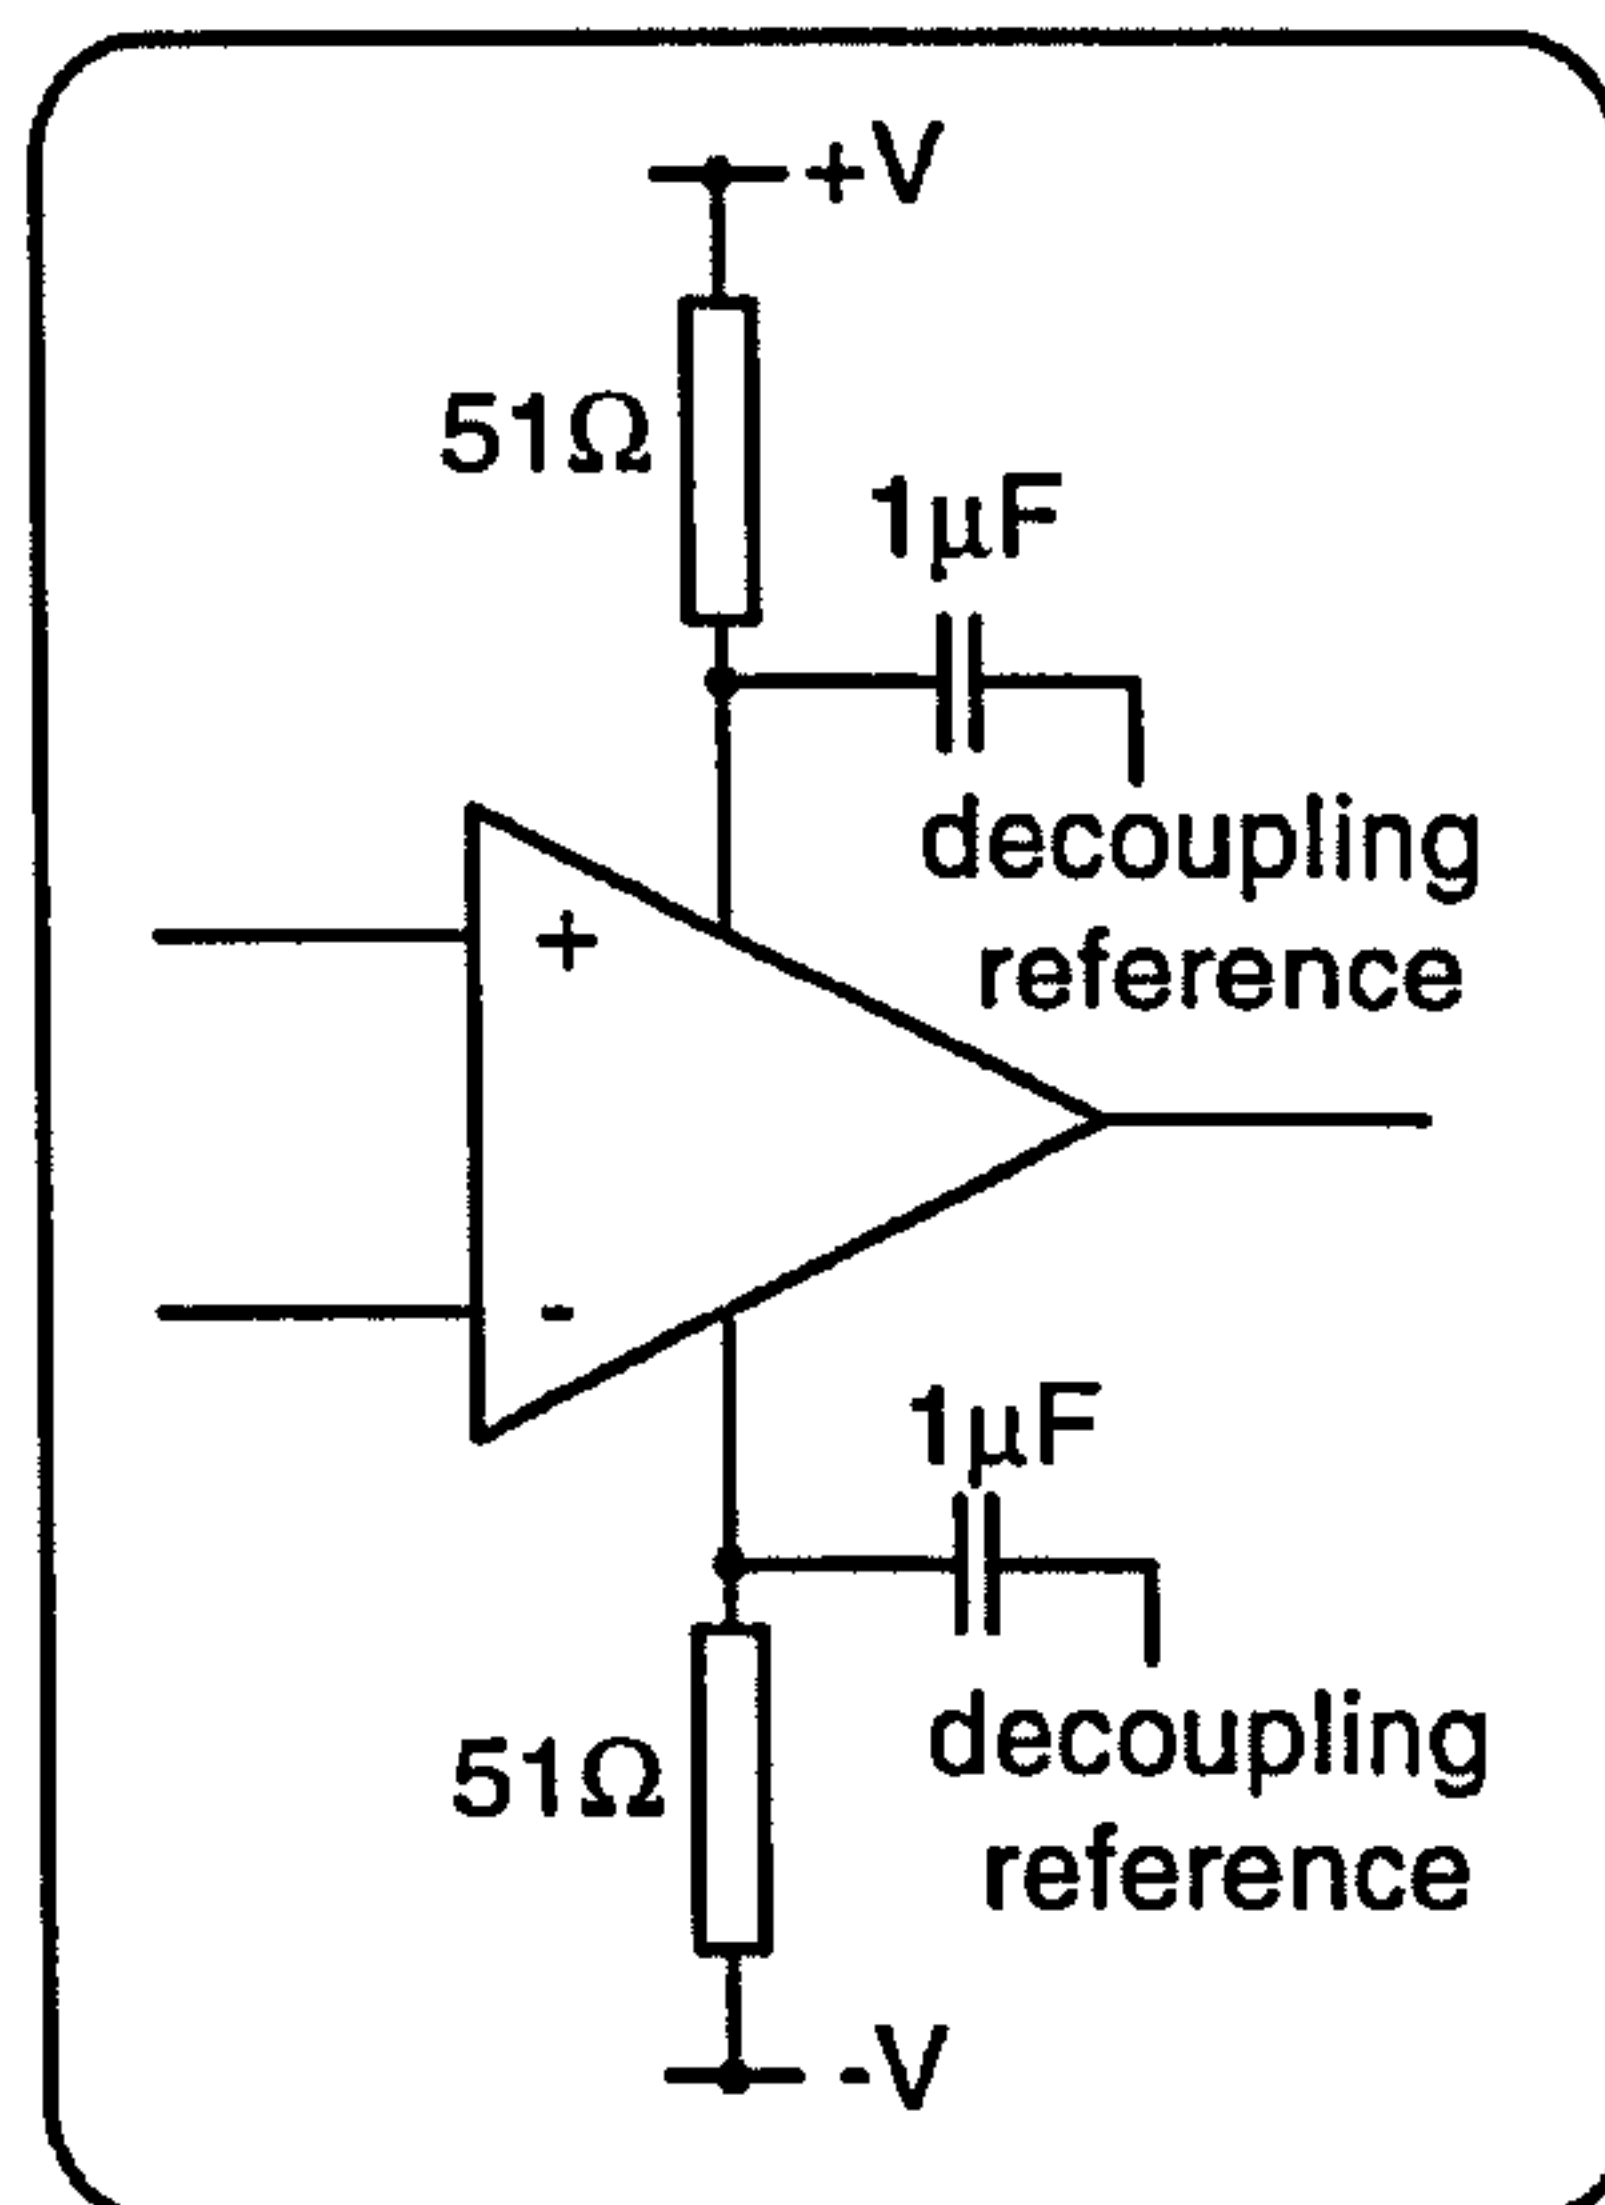 +V
51Ω
1µF
decoupling
reference
+
-
1µF
51Ω
decoupling
reference
-V